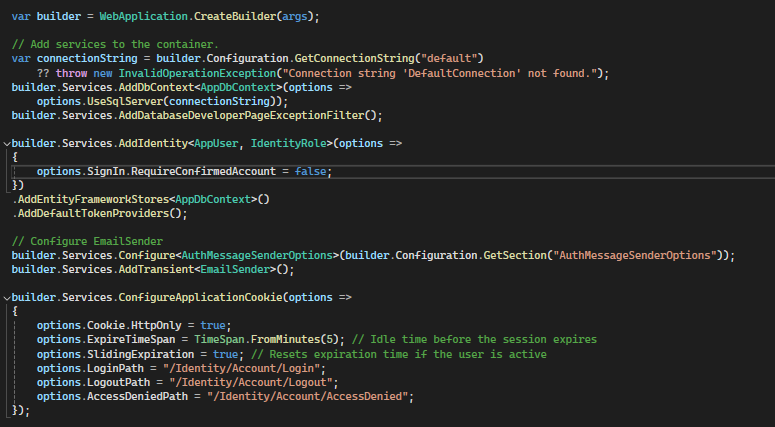 var builder = WebApplication.CreateBuilder(args);
// Add services to the container.
var connectionString = builder.Configuration.GetConnectionString("default")
    ?? throw new InvalidOperationException("Connection string 'DefaultConnection' not found.");
builder.Services.AddDbContext<AppDbContext>(options =>
    options.UseSqlServer(connectionString));
builder.Services.AddDatabaseDeveloperPageExceptionFilter();
builder.Services.AddIdentity<AppUser, IdentityRole>(options =>
{
    options.SignIn.RequireConfirmedAccount = false;
})
.AddEntityFrameworkStores<AppDbContext>()
.AddDefaultTokenProviders();
// Configure EmailSender
builder.Services.Configure<AuthMessageSenderOptions>(builder.Configuration.GetSection("AuthMessageSenderOptions"));
builder.Services.AddTransient<EmailSender>();
builder.Services.ConfigureApplicationCookie(options =>
{
    options.Cookie.HttpOnly = true;
    options.ExpireTimeSpan = TimeSpan.FromMinutes(5); // Idle time before the session expires
    options.SlidingExpiration = true; // Resets expiration time if the user is active
    options.LoginPath = "/Identity/Account/Login";
    options.LogoutPath = "/Identity/Account/Logout";
    options.AccessDeniedPath = "/Identity/Account/AccessDenied";
});